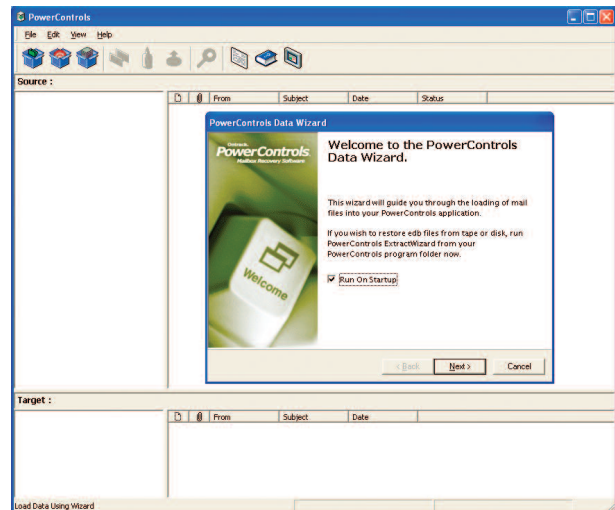 PowerControls
File Edit View Help
Source :
From Subject Date Status
PowerControls Data Wizard
Ontrack
PowerControls
Mailbox Recovery Software
Welcome
Welcome to the PowerControls
Data Wizard.
This wizard will guide you through the loading of mail
files into your PowerControls application.
If you wish to restore edb files from tape or disk, run
PowerControls ExtractWizard from your
PowerControls program folder now.
Run On Startup
< Back Next > Cancel
Target :
From Subject Date
Load Data Using Wizard